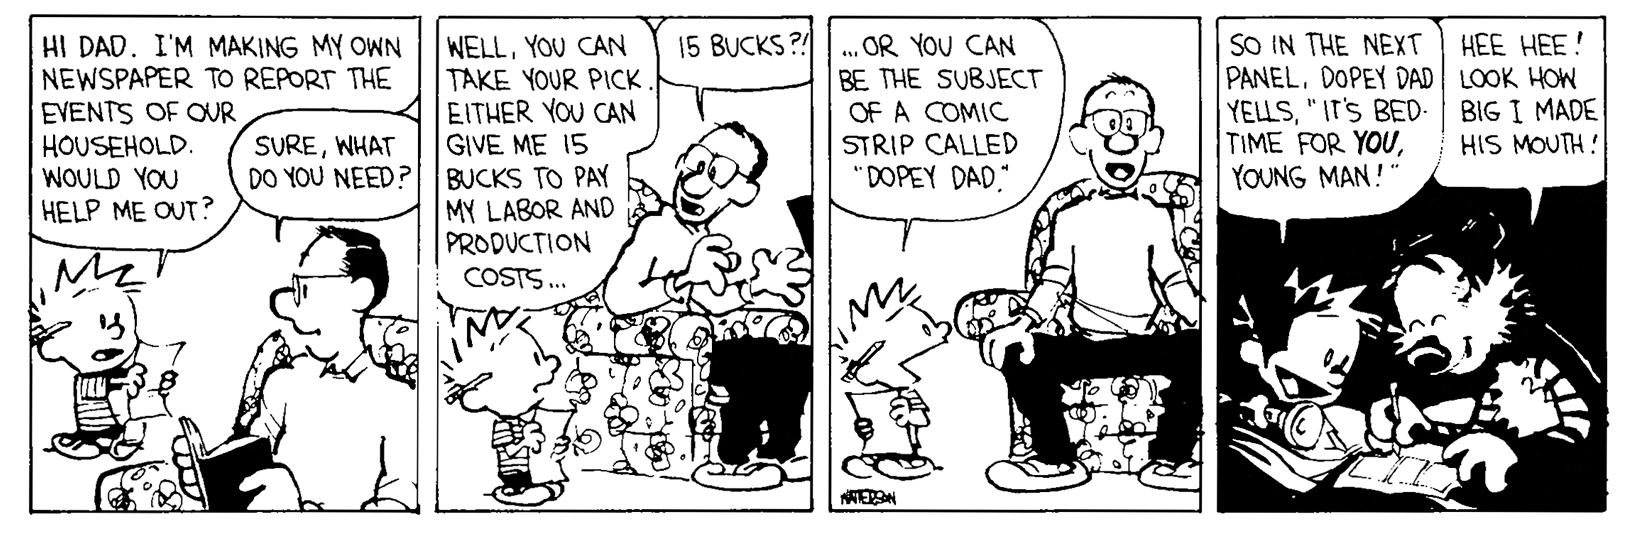 HI DAD. I'M MAKING MY OWN
NEWSPAPER TO REPORT THE
EVENTS OF OUR
HOUSEHOLD.
WOULD YOU
HELP ME OUT?
SURE, WHAT
DO YOU NEED?
WELL, YOU CAN
TAKE YOUR PICK.
EITHER YOU CAN
GIVE ME 15
BUCKS TO PAY
MY LABOR AND
PRODUCTION
COSTS...
15 BUCKS?!
...OR YOU CAN
BE THE SUBJECT
OF A COMIC
STRIP CALLED
"DOPEY DAD."
WATTERSON
SO IN THE NEXT
PANEL, DOPEY DAD
YELLS, "IT'S BED-
TIME FOR YOU,
YOUNG MAN!"
HEE HEE!
LOOK HOW
BIG I MADE
HIS MOUTH!